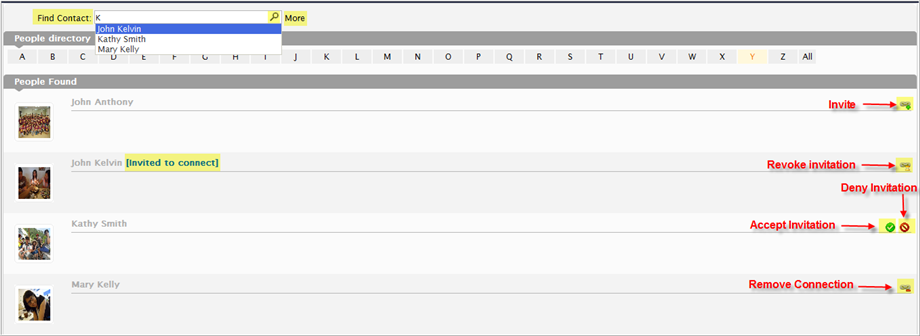 Find Contact: K More
John Kelvin
Kathy Smith
Mary Kelly
People directory
A B C D E F G H I J K L M N O P Q R S T U V W X Y Z All
People Found
John Anthony
Invite
John Kelvin [Invited to connect]
Revoke invitation
Deny Invitation
Kathy Smith
Accept Invitation
Mary Kelly
Remove Connection